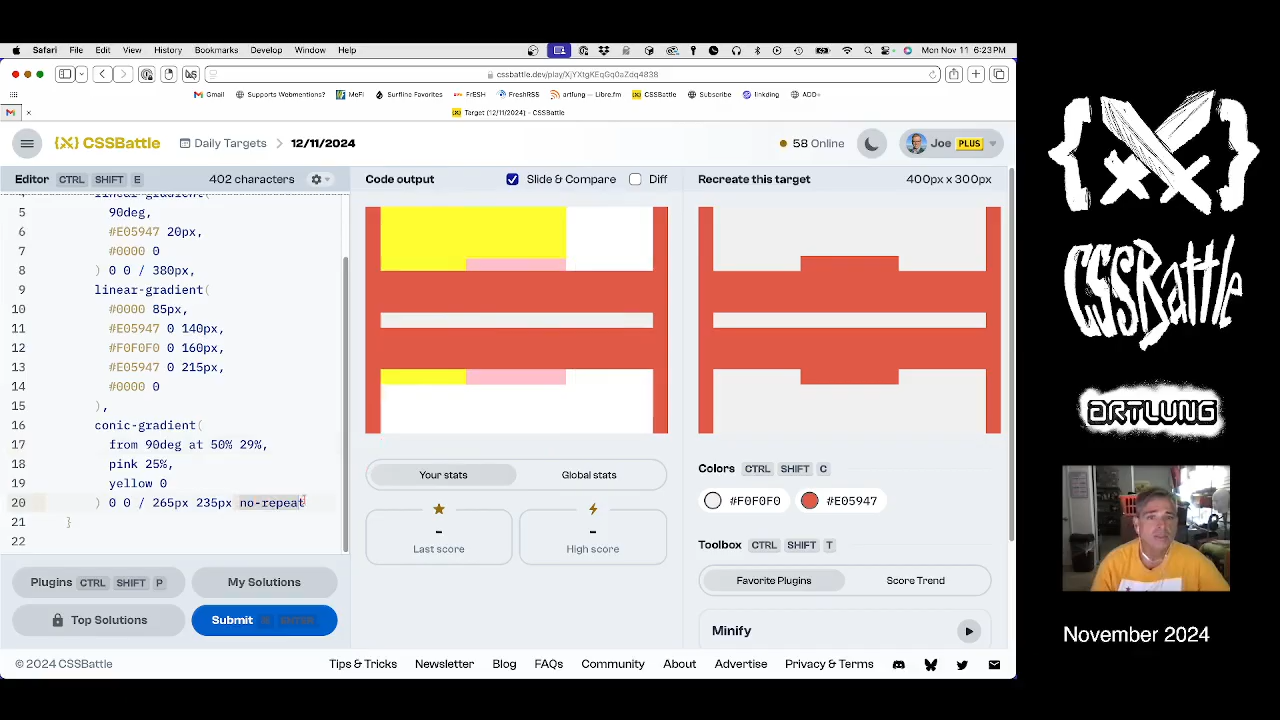 Safari File Edit View History Bookmarks Develop Window Help Mon Nov 11 6:23PM
cssbattle.dev/play/XjYXtgKEqGq0aZdq4838
Gmail Supports Webmentions? MeFi Surfline Favorites FrESH FreshRSS artlung — Libre.fm CSSBattle Subscribe linkding ADD+
Target (12/11/2024) – CSSBattle
{X} CSSBattle Daily Targets > 12/11/2024 58 Online Joe PLUS
Editor CTRL SHIFT E 402 characters
Code output Slide & Compare Diff
Recreate this target 400px x 300px
4 linear-gradient(
5 90deg,
6 #E05947 20px,
7 #0000 0
8 ) 0 0 / 380px,
9 linear-gradient(
10 #0000 85px,
11 #E05947 0 140px,
12 #F0F0F0 0 160px,
13 #E05947 0 215px,
14 #0000 0
15 ),
16 conic-gradient(
17 from 90deg at 50% 29%,
18 pink 25%,
19 yellow 0
20 ) 0 0 / 265px 235px no-repeat
21 }
22
Your stats Global stats
-
Last score
-
High score
Colors CTRL SHIFT C
#F0F0F0 #E05947
Toolbox CTRL SHIFT T
Favorite Plugins Score Trend
Minify
Plugins CTRL SHIFT P My Solutions
Top Solutions Submit ⌘ ENTER
© 2024 CSSBattle Tips & Tricks Newsletter Blog FAQs Community About Advertise Privacy & Terms
{X}
CSSBattle
ARTLUNG
November 2024